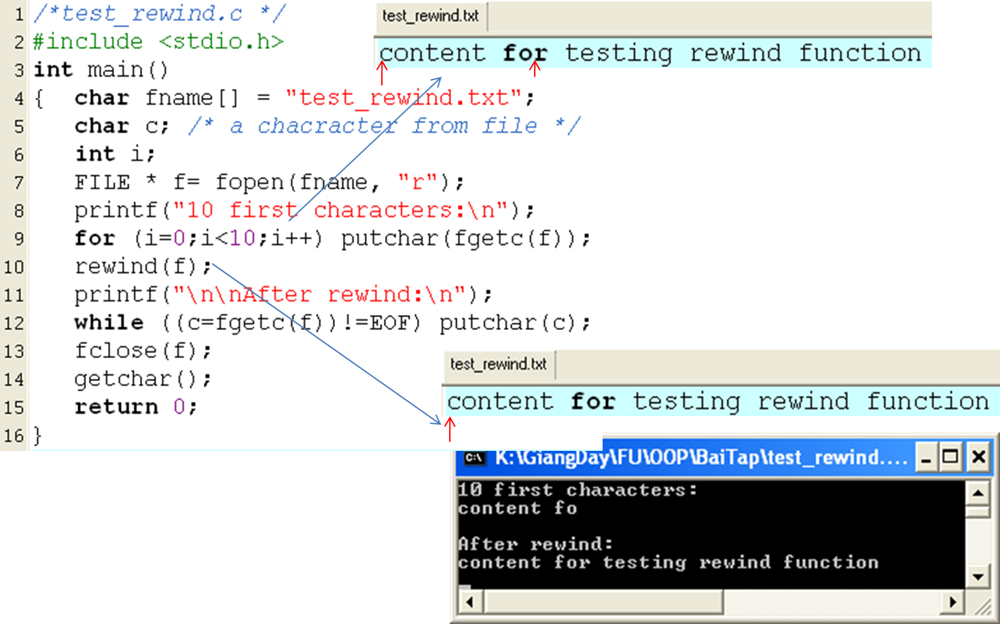 1 /*test_rewind.c */
2 #include <stdio.h>
3 int main()
4 {  char fname[] = "test_rewind.txt";
5    char c; /* a chacracter from file */
6    int i;
7    FILE * f= fopen(fname, "r");
8    printf("10 first characters:\n");
9    for (i=0;i<10;i++) putchar(fgetc(f));
10   rewind(f);
11   printf("\n\nAfter rewind:\n");
12   while ((c=fgetc(f))!=EOF) putchar(c);
13   fclose(f);
14   getchar();
15   return 0;
16 }
test_rewind.txt
content for testing rewind function
test_rewind.txt
content for testing rewind function
C:\ K:\GiangDay\FU\OOP\BaiTap\test_rewind....
10 first characters:
content fo
After rewind:
content for testing rewind function